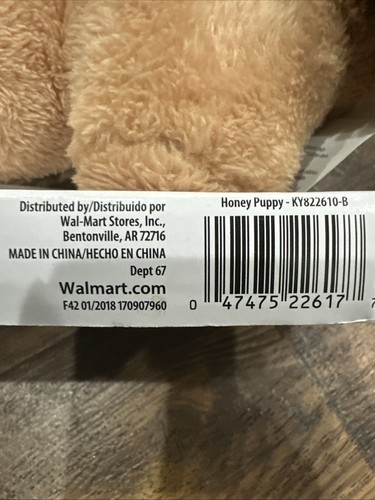 Distributed by/Distribuido por
Wal-Mart Stores, Inc.,
Bentonville, AR 72716
MADE IN CHINA/HECHO EN CHINA
Dept 67
Walmart.com
F42 01/2018 170907960
Honey Puppy - KY822610-B
0 47475 22617 7